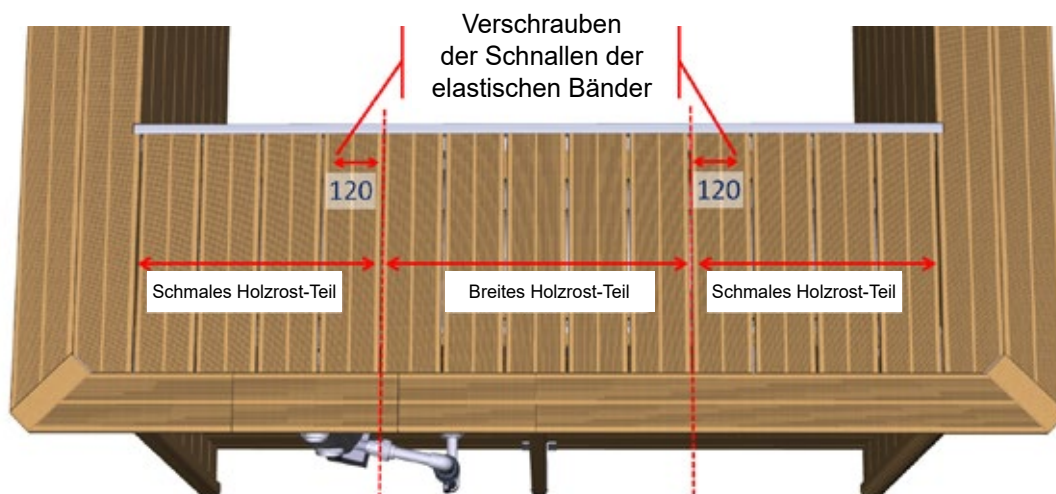 Verschrauben
der Schnallen der
elastischen Bänder
120
120
Schmales Holzrost-Teil
Breites Holzrost-Teil
Schmales Holzrost-Teil